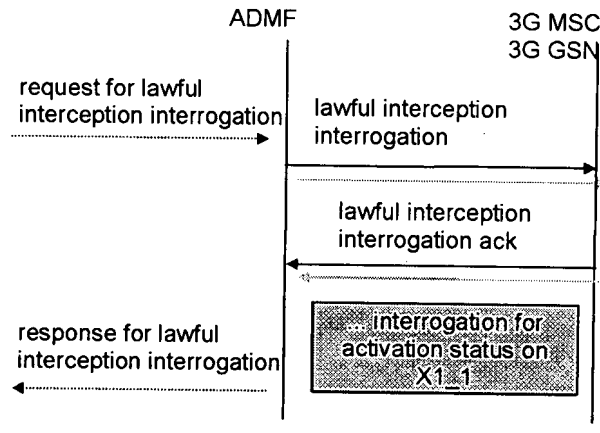 ADMF
3G MSC
3G GSN
request for lawful
interception interrogation
lawful interception
interrogation
lawful interception
interrogation ack
... interrogation for
activation status on
X1_1
response for lawful
interception interrogation